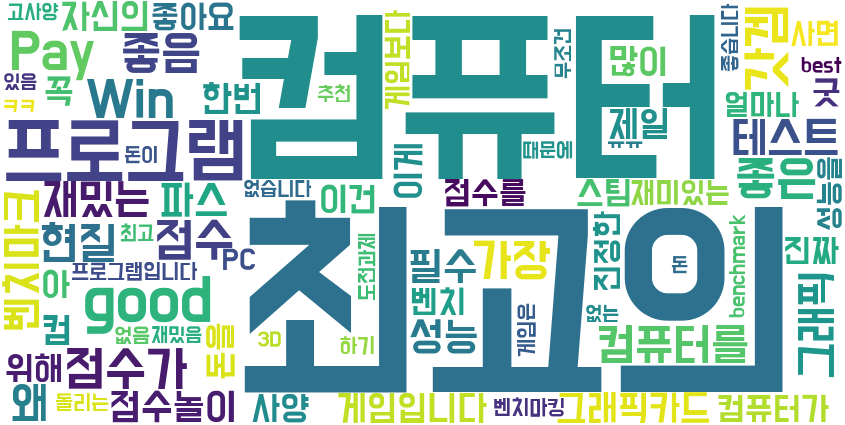 고사양 자신의 좋아요
Pay 좋음
있음 꼭 Win 한번
ㅋㅋ 추천
컴퓨터
게임보다 무조건 많이 좋습니다 갓겜 사면
best
얼마나 굿
프로그램 돈이
이게 때문에 제일 테스트
벤치마크 재밌는 파스 없습니다 이건 점수를 스팀 재미있는 좋은 성능을
현질 최고 점수 PC
프로그램입니다
최고의
도전과제 필수 가장 진정한 돈 benchmark 진짜
아 good 벤치
컴 없음 재밌음 돈을 3D 하기 성능 게임은 없는 컴퓨터를 그래픽
위해 점수가
왜 돌리는 점수놀이 사양 게임입니다 벤치마킹 그래픽카드 컴퓨터가